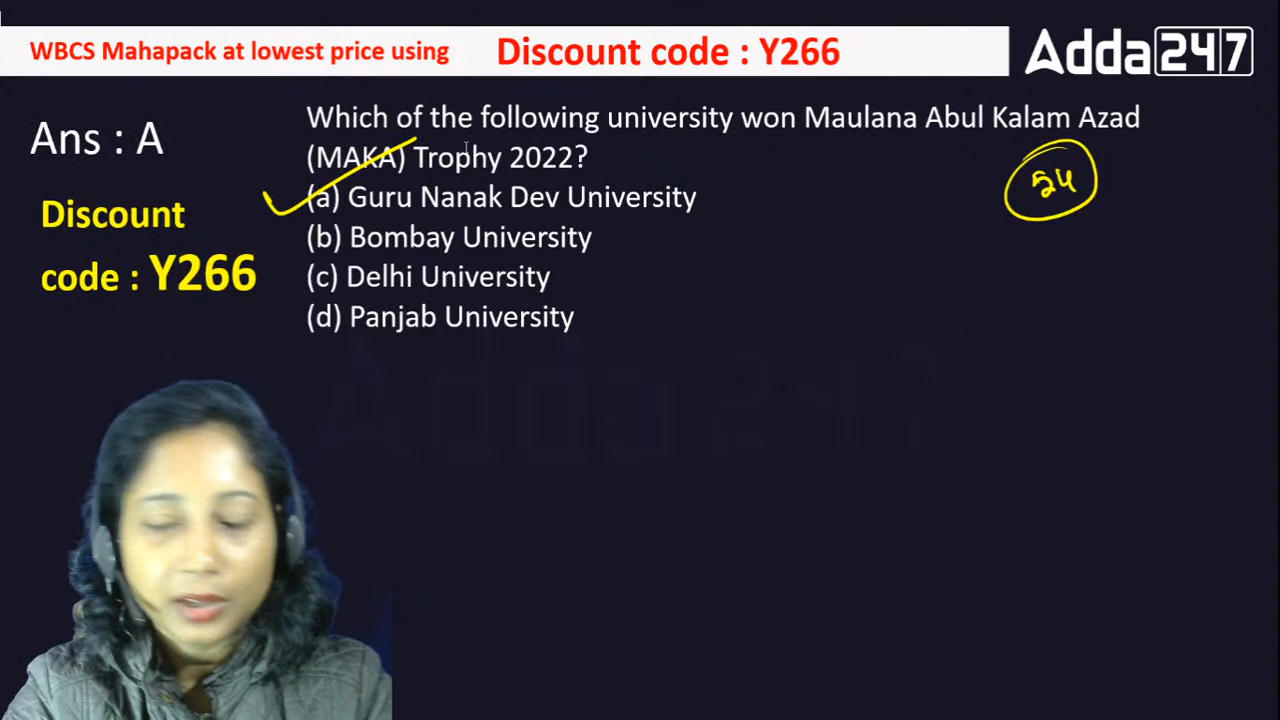 WBCS Mahapack at lowest price using Discount code : Y266
Adda247
Ans : A
Discount
code : Y266
Which of the following university won Maulana Abul Kalam Azad
(MAKA) Trophy 2022?
(a) Guru Nanak Dev University
(b) Bombay University
(c) Delhi University
(d) Panjab University
24